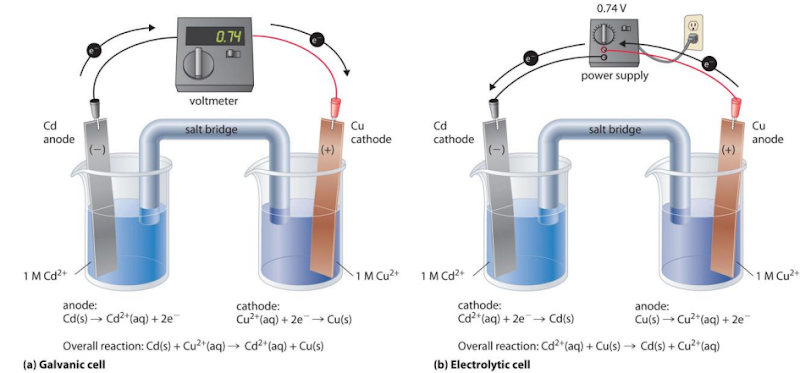 0.74
e⁻
e⁻
voltmeter
Cd
anode
(−)
salt bridge
Cu
cathode
(+)
1 M Cd²⁺
1 M Cu²⁺
anode:
Cd(s) → Cd²⁺(aq) + 2e⁻
cathode:
Cu²⁺(aq) + 2e⁻ → Cu(s)
Overall reaction: Cd(s) + Cu²⁺(aq) → Cd²⁺(aq) + Cu(s)
(a) Galvanic cell
0.74 V
e⁻
e⁻
power supply
Cd
cathode
(−)
salt bridge
Cu
anode
(+)
1 M Cd²⁺
1 M Cu²⁺
cathode:
Cd²⁺(aq) + 2e⁻ → Cd(s)
anode:
Cu(s) → Cu²⁺(aq) + 2e⁻
Overall reaction: Cd²⁺(aq) + Cu(s) → Cd(s) + Cu²⁺(aq)
(b) Electrolytic cell